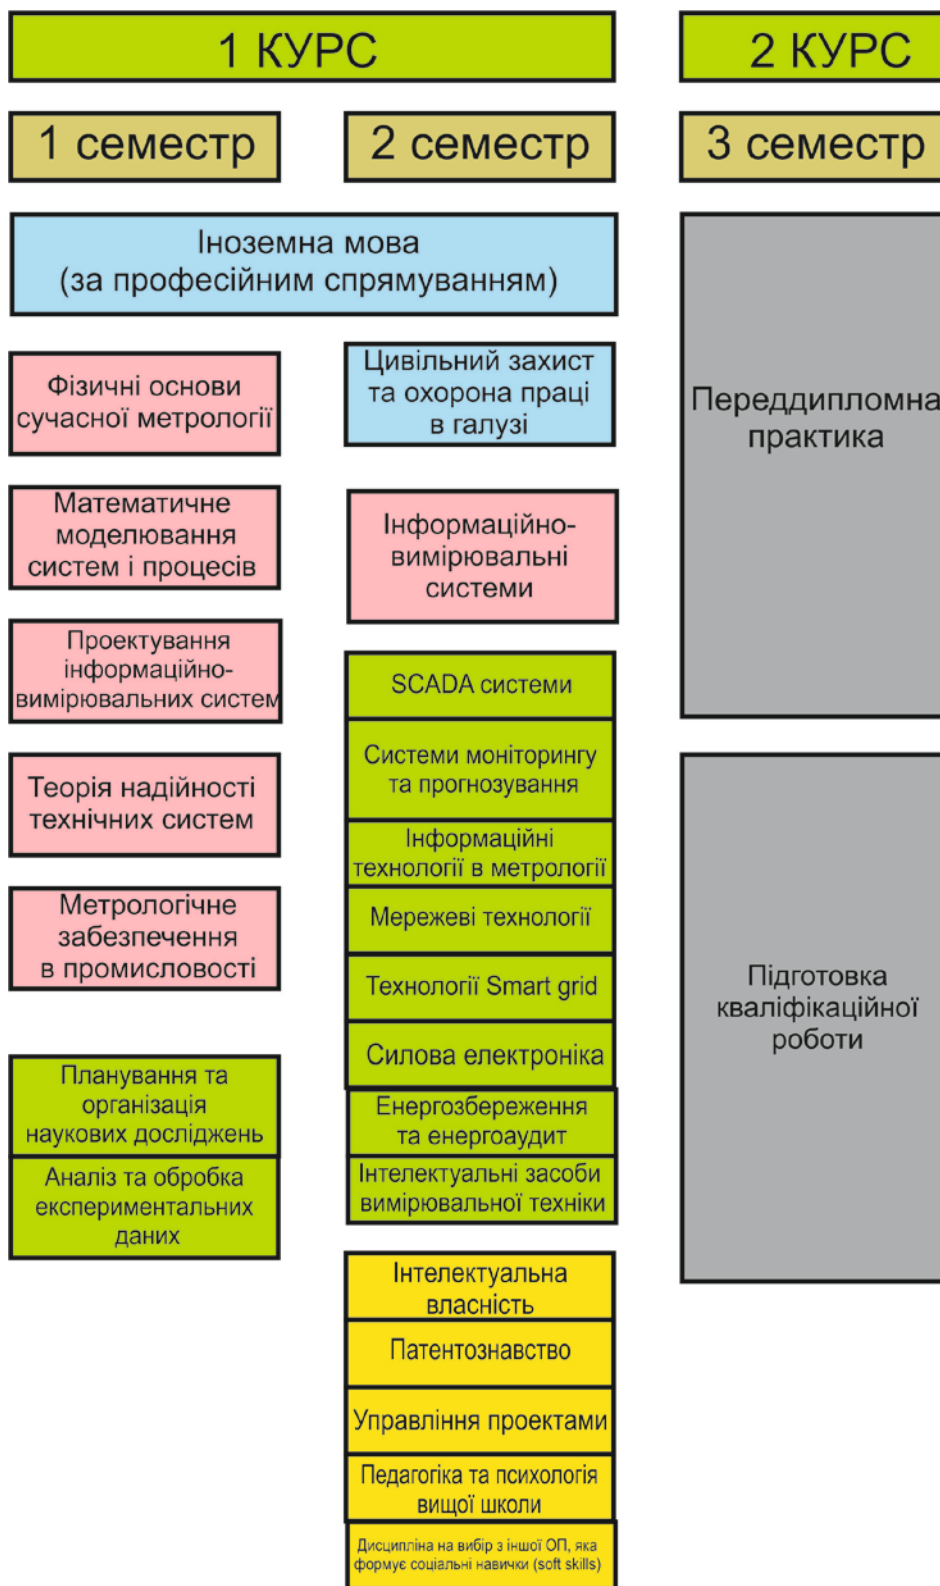 1 КУРС
2 КУРС
1 семестр
2 семестр
3 семестр
Іноземна мова
(за професійним спрямуванням)
Фізичні основи
сучасної метрології
Математичне
моделювання
систем і процесів
Проектування
інформаційно-
вимірювальних систем
Теорія надійності
технічних систем
Метрологічне
забезпечення
в промисловості
Планування та
організація
наукових досліджень
Аналіз та обробка
експериментальних
даних
Цивільний захист
та охорона праці
в галузі
Інформаційно-
вимірювальні
системи
SCADA системи
Системи моніторингу
та прогнозування
Інформаційні
технології в метрології
Мережеві технології
Технології Smart grid
Силова електроніка
Енергозбереження
та енергоаудит
Інтелектуальні засоби
вимірювальної техніки
Інтелектуальна
власність
Патентознавство
Управління проектами
Педагогіка та психологія
вищої школи
Дисципліна на вибір з іншої ОП, яка
формує соціальні навички (soft skills)
Переддипломна
практика
Підготовка
кваліфікаційної
роботи